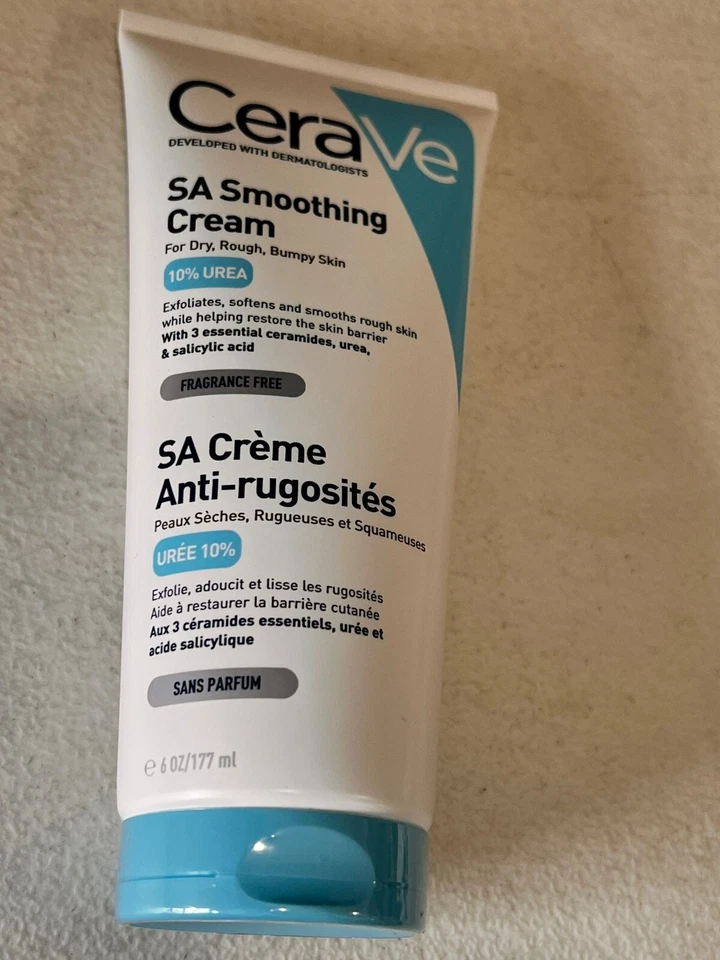 CeraVe
DEVELOPED WITH DERMATOLOGISTS
SA Smoothing
Cream
For Dry, Rough, Bumpy Skin
10% UREA
Exfoliates, softens and smooths rough skin
while helping restore the skin barrier
With 3 essential ceramides, urea,
& salicylic acid
FRAGRANCE FREE
SA Crème
Anti-rugosités
Peaux Sèches, Rugueuses et Squameuses
URÉE 10%
Exfolie, adoucit et lisse les rugosités
Aide à restaurer la barrière cutanée
Aux 3 céramides essentiels, urée et
acide salicylique
SANS PARFUM
℮ 6 OZ/177 ml